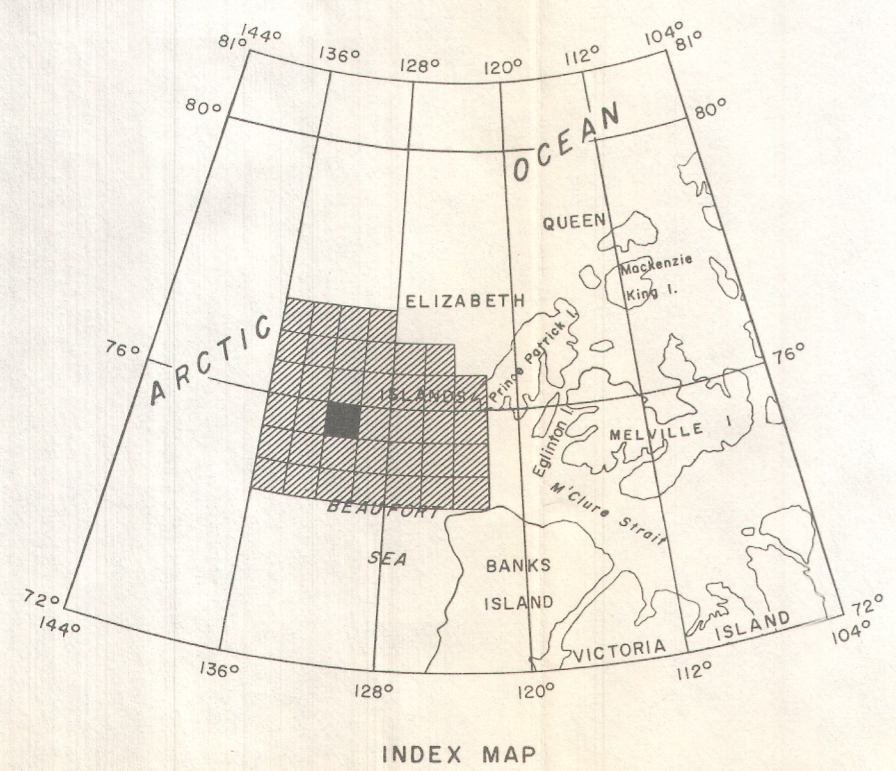 144°
136°
128°
120°
112°
104°
81°
81°
80°
80°
OCEAN
QUEEN
Mackenzie
King I.
ELIZABETH
ARCTIC
Prince Patrick I.
76°
76°
ISLANDS
Eglinton I.
MELVILLE I
M'Clure Strait
BEAUFORT
SEA
BANKS
ISLAND
VICTORIA
ISLAND
72°
72°
144°
136°
128°
120°
112°
104°
INDEX MAP